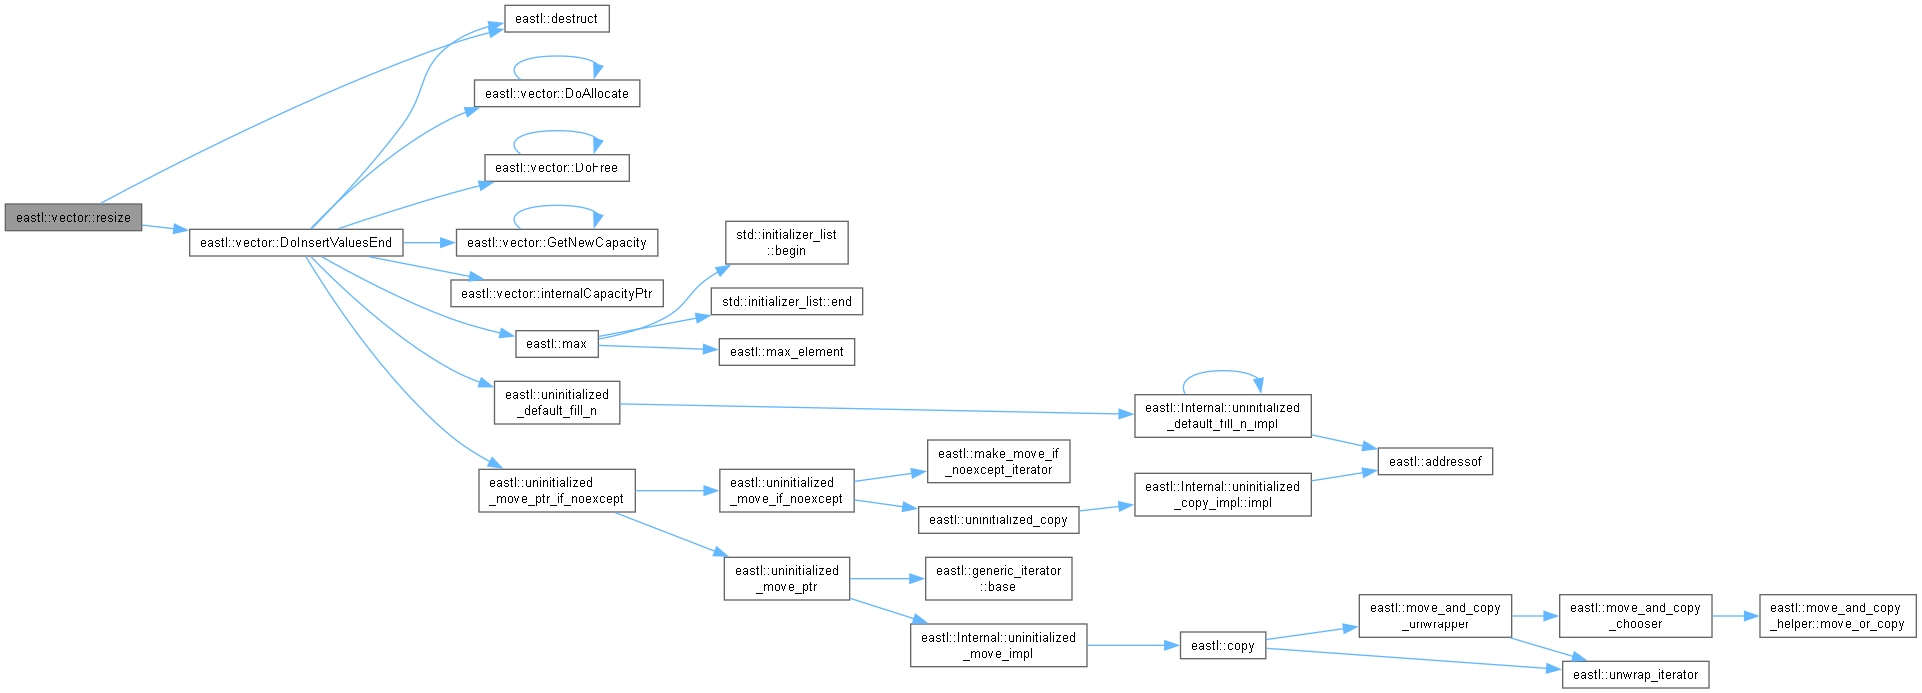 eastl::destruct
eastl::vector::DoAllocate
eastl::vector::DoFree
eastl::vector::resize
eastl::vector::DoInsertValuesEnd
eastl::vector::GetNewCapacity
std::initializer_list
::begin
eastl::vector::internalCapacityPtr
std::initializer_list::end
eastl::max
eastl::max_element
eastl::uninitialized
_default_fill_n
eastl::Internal::uninitialized
_default_fill_n_impl
eastl::addressof
eastl::uninitialized
_move_ptr_if_noexcept
eastl::uninitialized
_move_if_noexcept
eastl::make_move_if
_noexcept_iterator
eastl::uninitialized_copy
eastl::Internal::uninitialized
_copy_impl::impl
eastl::uninitialized
_move_ptr
eastl::generic_iterator
::base
eastl::Internal::uninitialized
_move_impl
eastl::copy
eastl::move_and_copy
_unwrapper
eastl::move_and_copy
_chooser
eastl::move_and_copy
_helper::move_or_copy
eastl::unwrap_iterator